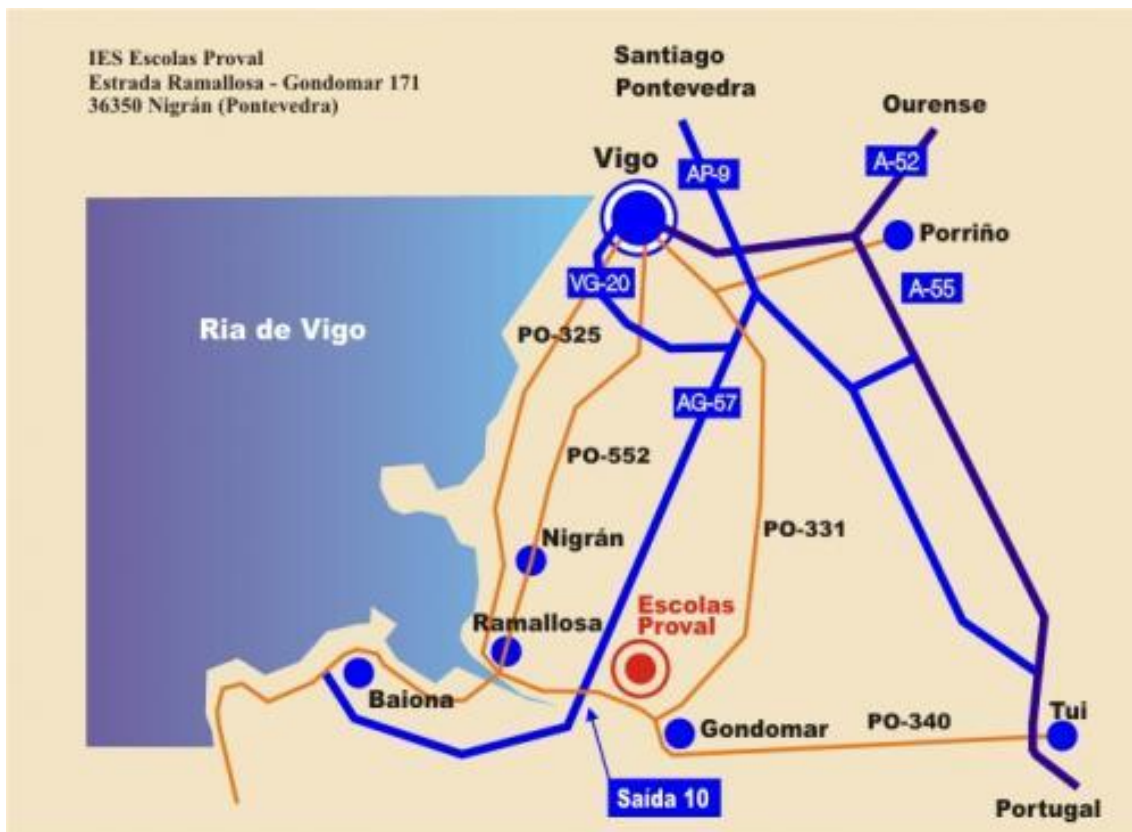 IES Escolas Proval
Estrada Ramallosa - Gondomar 171
36350 Nigrán (Pontevedra)
Santiago
Pontevedra
Ourense
Vigo
AP-9
A-52
Porriño
VG-20
A-55
Ria de Vigo
PO-325
AG-57
PO-552
PO-331
Nigrán
Escolas
Proval
Ramallosa
Baiona
Gondomar
PO-340
Tui
Saída 10
Portugal